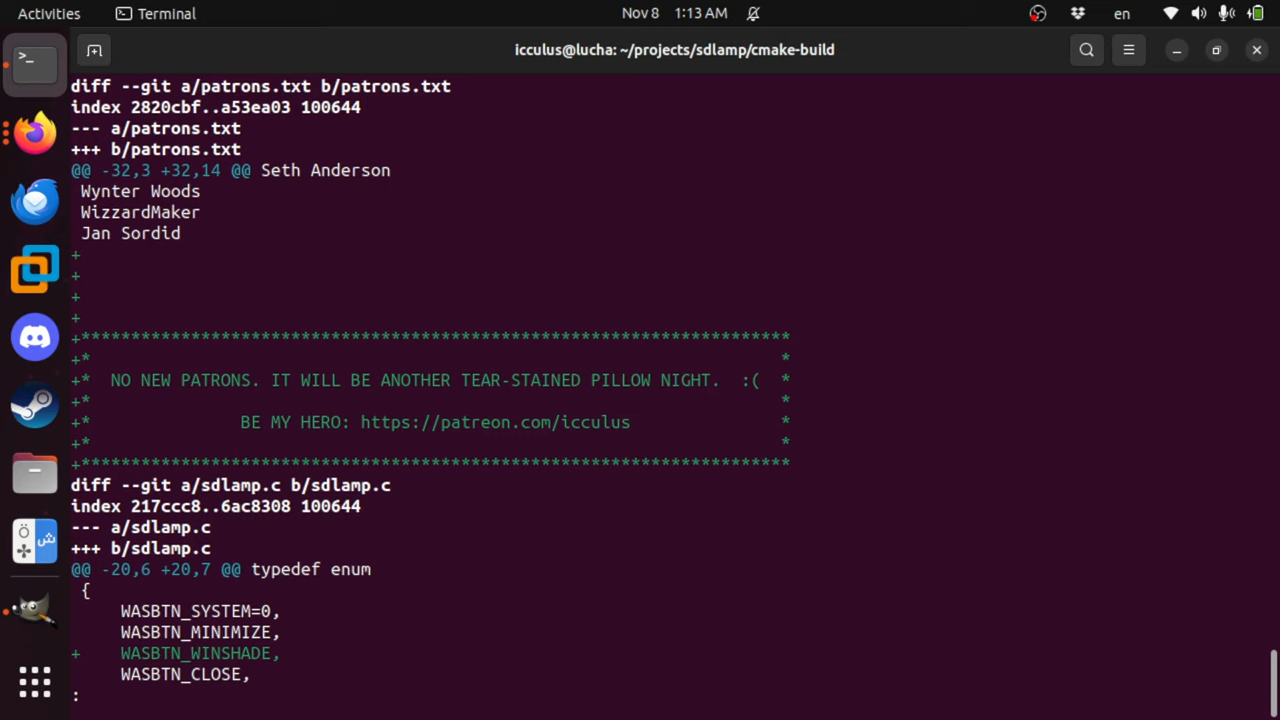 Activities
Terminal
Nov 8 1:13 AM
en
icculus@lucha: ~/projects/sdlamp/cmake-build
diff --git a/patrons.txt b/patrons.txt
index 2820cbf..a53ea03 100644
--- a/patrons.txt
+++ b/patrons.txt
@@ -32,3 +32,14 @@ Seth Anderson
 Wynter Woods
 WizzardMaker
 Jan Sordid
+
+
+
+
+***********************************************************************
+*                                                                     *
+*  NO NEW PATRONS. IT WILL BE ANOTHER TEAR-STAINED PILLOW NIGHT.  :(  *
+*                                                                     *
+*               BE MY HERO: https://patreon.com/icculus               *
+*                                                                     *
+***********************************************************************
diff --git a/sdlamp.c b/sdlamp.c
index 217ccc8..6ac8308 100644
--- a/sdlamp.c
+++ b/sdlamp.c
@@ -20,6 +20,7 @@ typedef enum
 {
     WASBTN_SYSTEM=0,
     WASBTN_MINIMIZE,
+    WASBTN_WINSHADE,
     WASBTN_CLOSE,
: